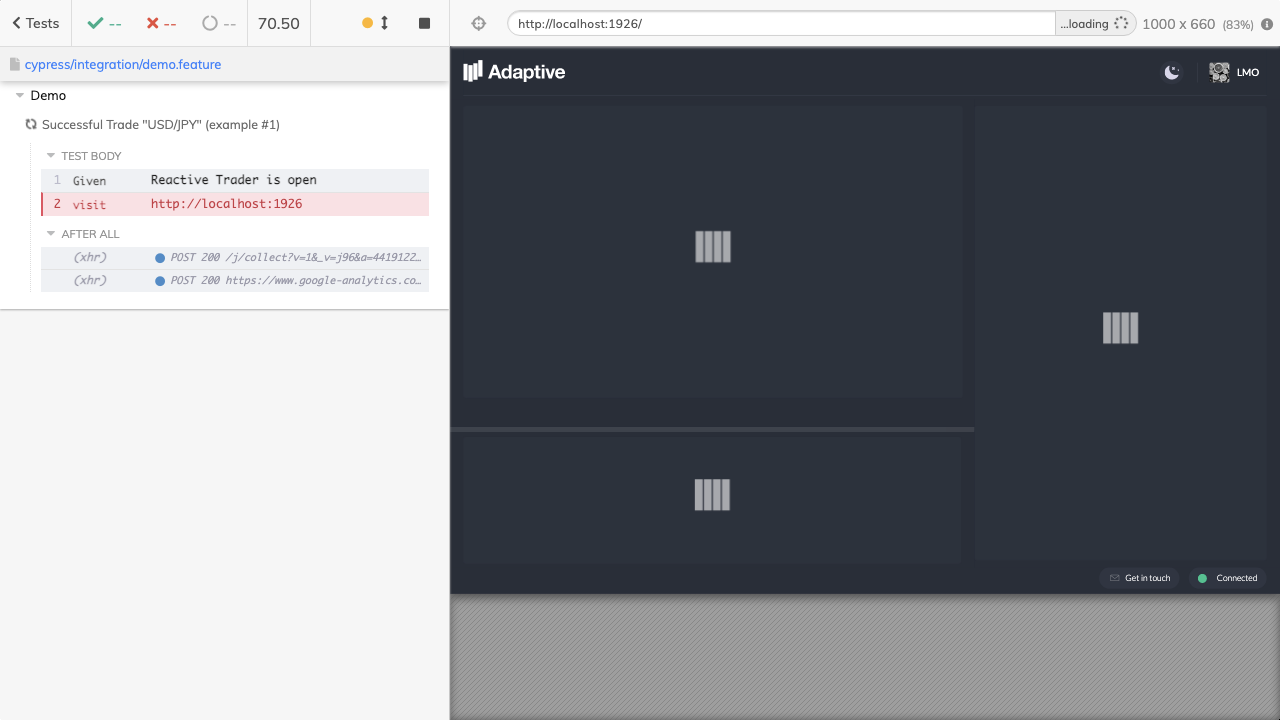 Tests -- -- -- 70.50
http://localhost:1926/ ...loading 1000 x 660 (83%)
cypress/integration/demo.feature
Adaptive LMO
Demo
Successful Trade "USD/JPY" (example #1)
TEST BODY
1 Given Reactive Trader is open
2 visit http://localhost:1926
AFTER ALL
(xhr) POST 200 /j/collect?v=1&_v=j96&a=4419122...
(xhr) POST 200 https://www.google-analytics.co...
Get in touch Connected